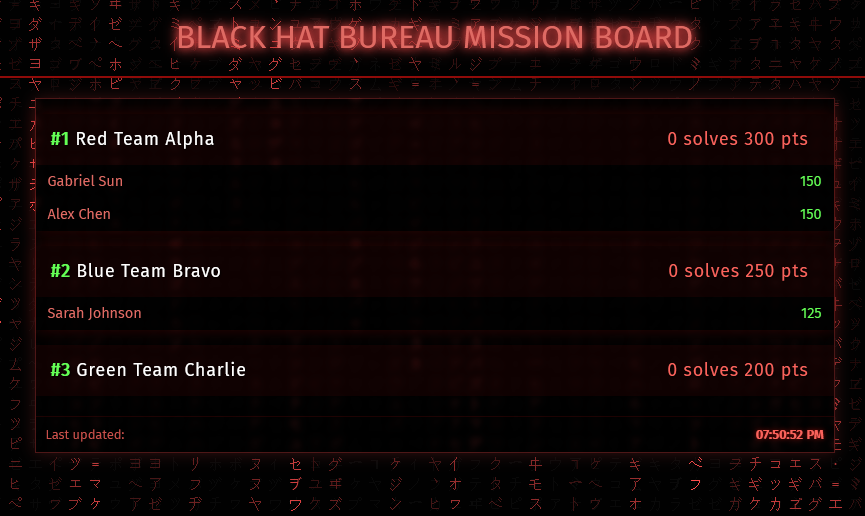 BLACK HAT BUREAU MISSION BOARD
#1 Red Team Alpha 0 solves 300 pts
Gabriel Sun 150
Alex Chen 150
#2 Blue Team Bravo 0 solves 250 pts
Sarah Johnson 125
#3 Green Team Charlie 0 solves 200 pts
Last updated: 07:50:52 PM